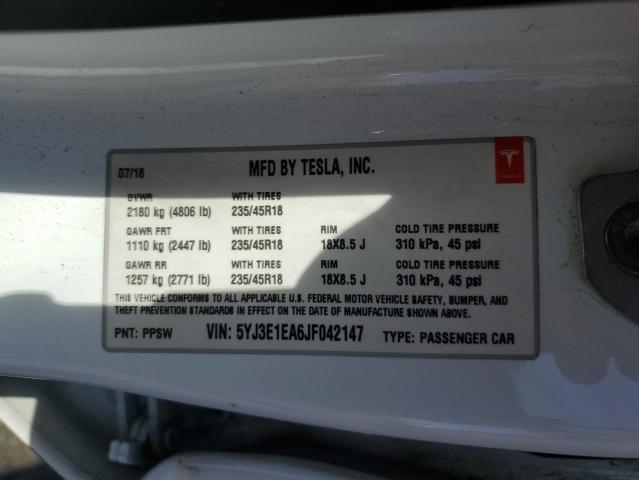 07/18 MFD BY TESLA, INC.
TESLA
GVWR WITH TIRES
2180 kg (4806 lb) 235/45R18
GAWR FRT WITH TIRES RIM COLD TIRE PRESSURE
1110 kg (2447 lb) 235/45R18 18X8.5 J 310 kPa, 45 psi
GAWR RR WITH TIRES RIM COLD TIRE PRESSURE
1257 kg (2771 lb) 235/45R18 18X8.5 J 310 kPa, 45 psi
THIS VEHICLE CONFORMS TO ALL APPLICABLE U.S. FEDERAL MOTOR VEHICLE SAFETY, BUMPER, AND
THEFT PREVENTION STANDARDS IN EFFECT ON THE DATE OF MANUFACTURE SHOWN ABOVE.
PNT: PPSW VIN: 5YJ3E1EA6JF042147 TYPE: PASSENGER CAR